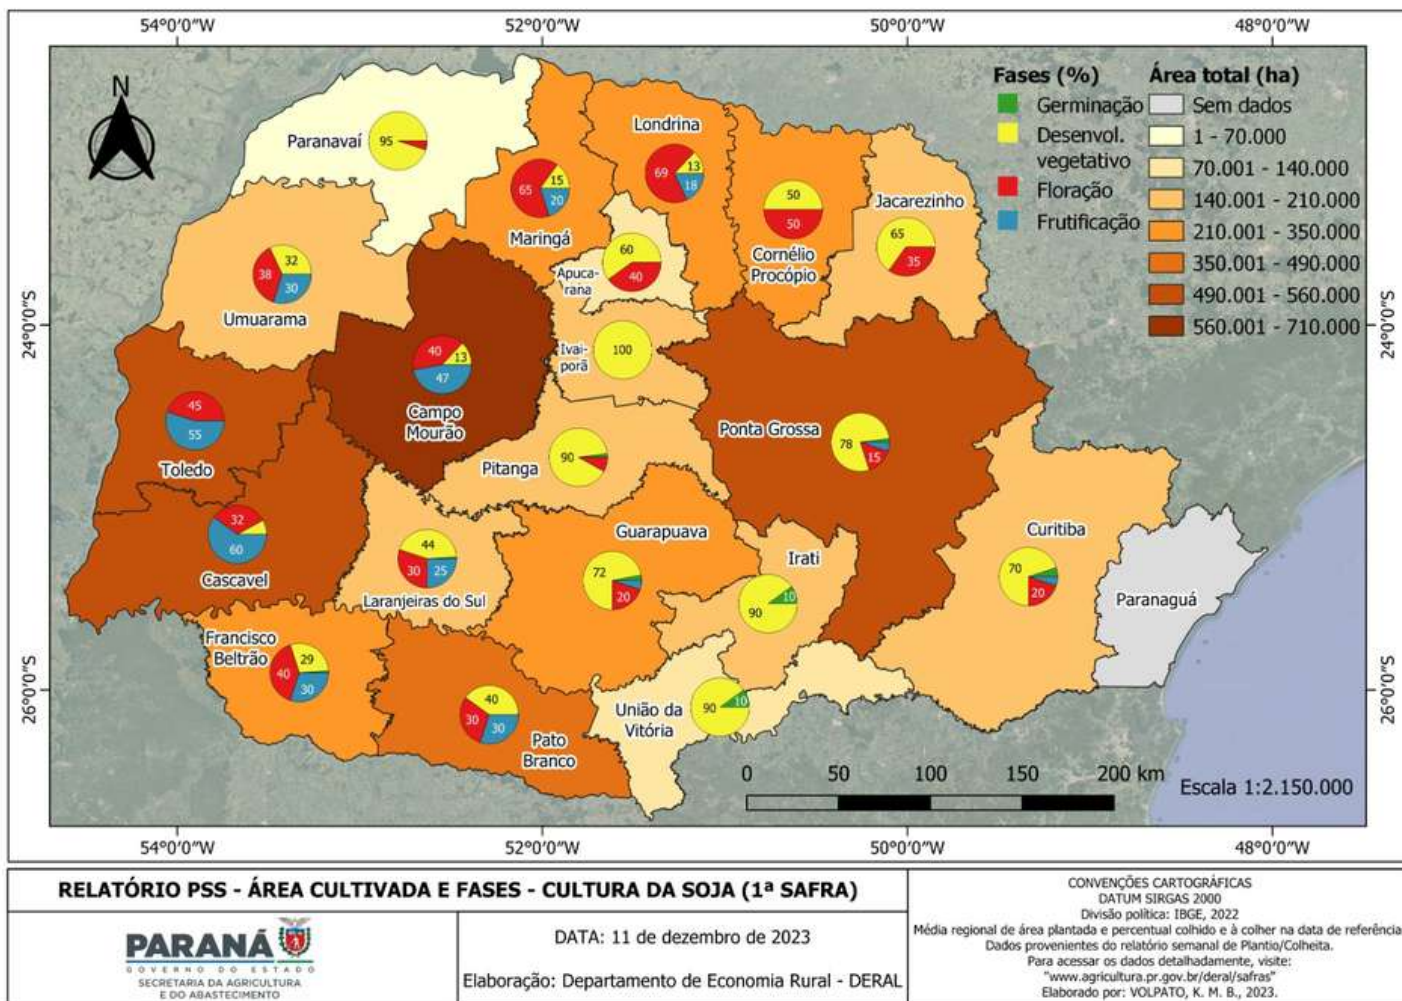 54°0'0"W
52°0'0"W
50°0'0"W
48°0'0"W
N
Fases (%)
Germinação
Desenvol.
vegetativo
Floração
Frutificação
Área total (ha)
Sem dados
1 - 70.000
70.001 - 140.000
140.001 - 210.000
210.001 - 350.000
350.001 - 490.000
490.001 - 560.000
560.001 - 710.000
24°0'0"S
24°0'0"S
26°0'0"S
26°0'0"S
Paranavaí
95
Maringá
65
15
20
Londrina
69
13
18
Cornélio
Procópio
50
50
Jacarezinho
65
35
Umuarama
38
32
30
Apuca-
rana
60
40
Ivai-
porã
100
Campo
Mourão
40
13
47
Toledo
45
55
Pitanga
90
Ponta Grossa
78
15
Cascavel
32
60
Laranjeiras do Sul
44
30
25
Guarapuava
72
20
Irati
10
90
Curitiba
70
20
Paranaguá
Francisco
Beltrão
29
40
30
Pato
Branco
40
30
30
União da
Vitória
90
10
0 50 100 150 200 km
Escala 1:2.150.000
54°0'0"W
52°0'0"W
50°0'0"W
48°0'0"W
RELATÓRIO PSS - ÁREA CULTIVADA E FASES - CULTURA DA SOJA (1ª SAFRA)
PARANÁ
GOVERNO DO ESTADO
SECRETARIA DA AGRICULTURA
E DO ABASTECIMENTO
DATA: 11 de dezembro de 2023
Elaboração: Departamento de Economia Rural - DERAL
CONVENÇÕES CARTOGRÁFICAS
DATUM SIRGAS 2000
Divisão política: IBGE, 2022
Média regional de área plantada e percentual colhido e à colher na data de referência
Dados provenientes do relatório semanal de Plantio/Colheita.
Para acessar os dados detalhadamente, visite:
"www.agricultura.pr.gov.br/deral/safras"
Elaborado por: VOLPATO, K. M. B., 2023.